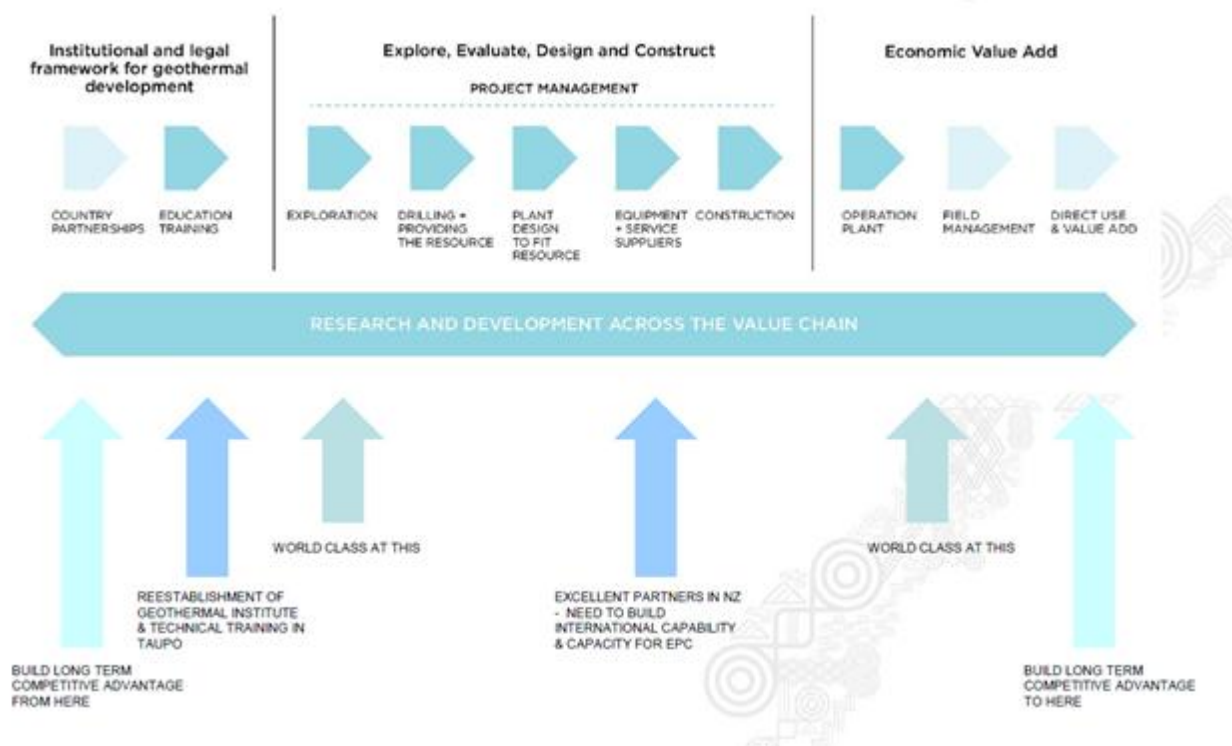 Institutional and legal
framework for geothermal
development
Explore, Evaluate, Design and Construct
PROJECT MANAGEMENT
Economic Value Add
COUNTRY
PARTNERSHIPS
EDUCATION
TRAINING
EXPLORATION
DRILLING +
PROVIDING
THE RESOURCE
PLANT
DESIGN
TO FIT
RESOURCE
EQUIPMENT
+ SERVICE
SUPPLIERS
CONSTRUCTION
OPERATION
PLANT
FIELD
MANAGEMENT
DIRECT USE
& VALUE ADD
RESEARCH AND DEVELOPMENT ACROSS THE VALUE CHAIN
WORLD CLASS AT THIS
WORLD CLASS AT THIS
REESTABLISHMENT OF
GEOTHERMAL INSTITUTE
& TECHNICAL TRAINING IN
TAUPO
EXCELLENT PARTNERS IN NZ
- NEED TO BUILD
INTERNATIONAL CAPABILITY
& CAPACITY FOR EPC
BUILD LONG TERM
COMPETITIVE ADVANTAGE
FROM HERE
BUILD LONG TERM
COMPETITIVE ADVANTAGE
TO HERE